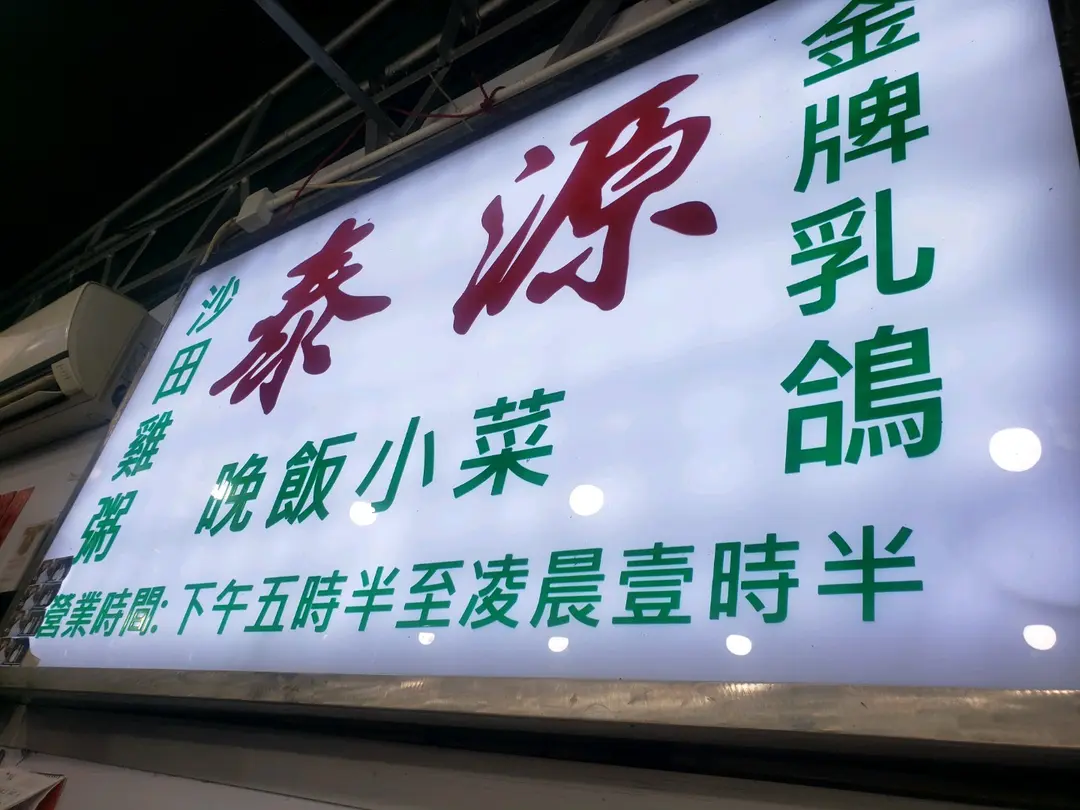 泰源
沙田雞粥
金牌乳鴿
晚飯小菜
營業時間: 下午五時半至凌晨壹時半